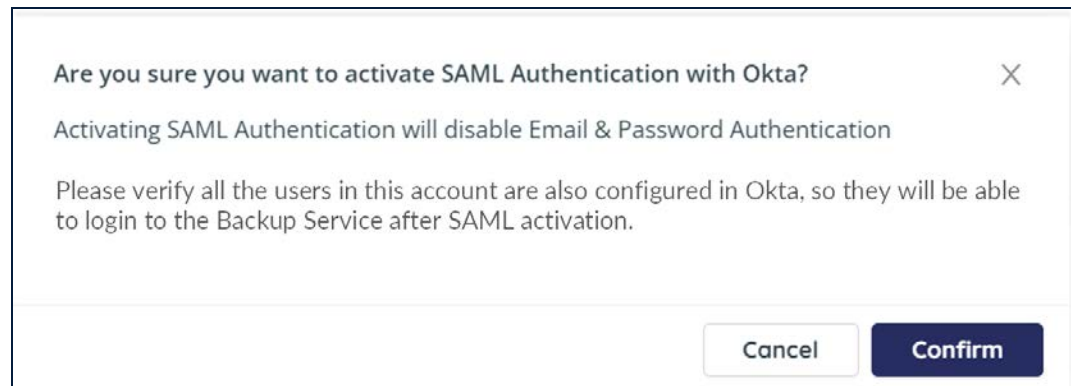 Are you sure you want to activate SAML Authentication with Okta?
Activating SAML Authentication will disable Email & Password Authentication
Please verify all the users in this account are also configured in Okta, so they will be able
to login to the Backup Service after SAML activation.
Cancel
Confirm